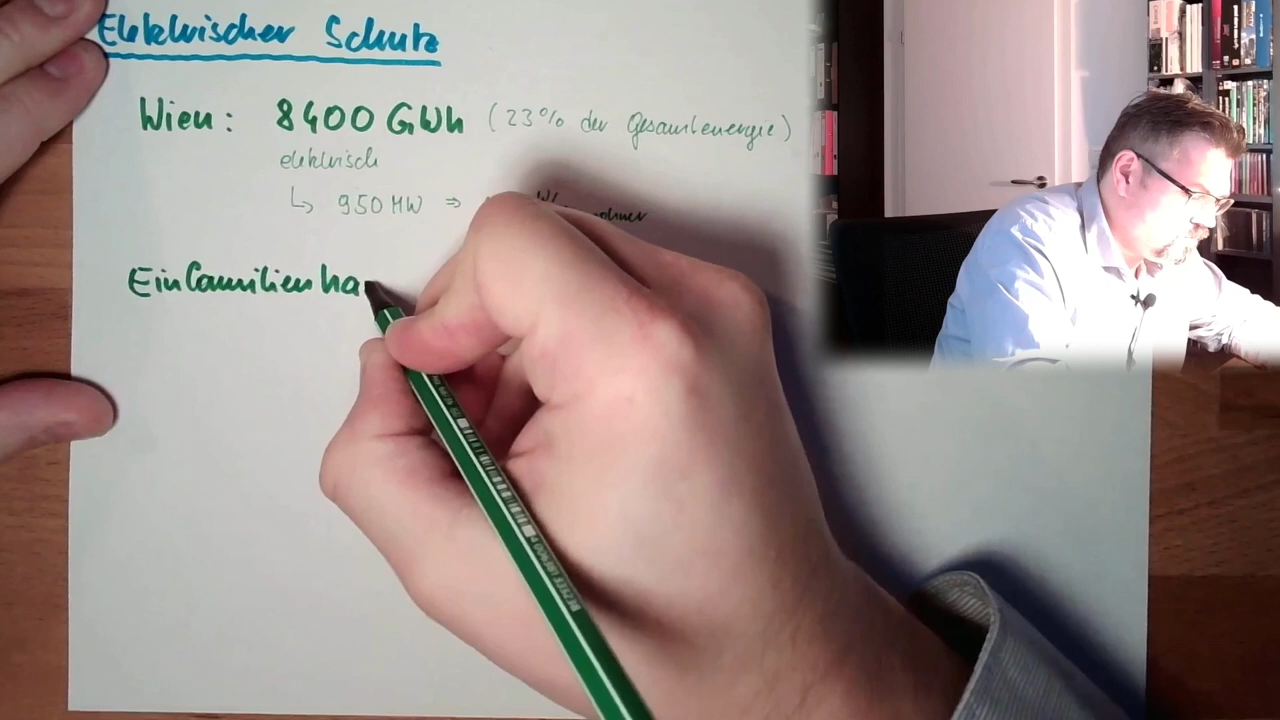 Elektrischer Schutz
Wien: 8400 GWh (23% der Gesamtenergie)
elektrisch
↳ 950 MW ⇒
Einfamilienha